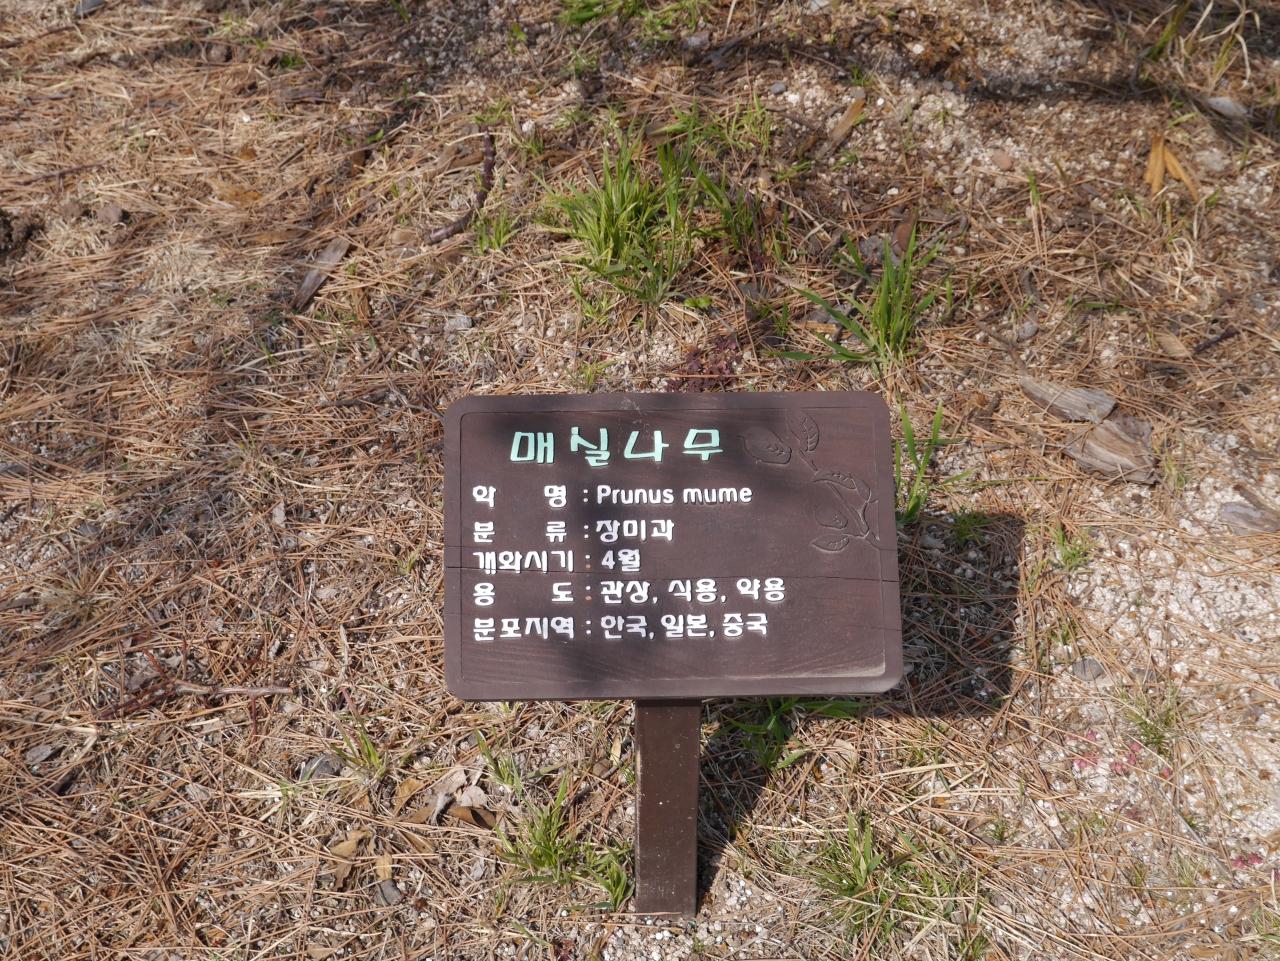 매실나무
학 명 : Prunus mume
분 류 : 장미과
개화시기 : 4월
용 도 : 관상, 식용, 약용
분포지역 : 한국, 일본, 중국